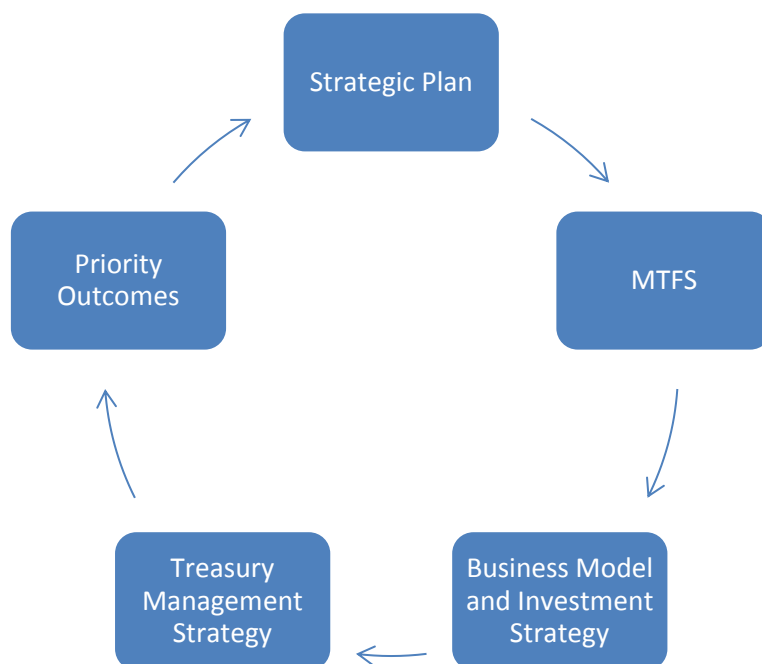 Strategic Plan
MTFS
Business Model
and Investment
Strategy
Treasury
Management
Strategy
Priority
Outcomes